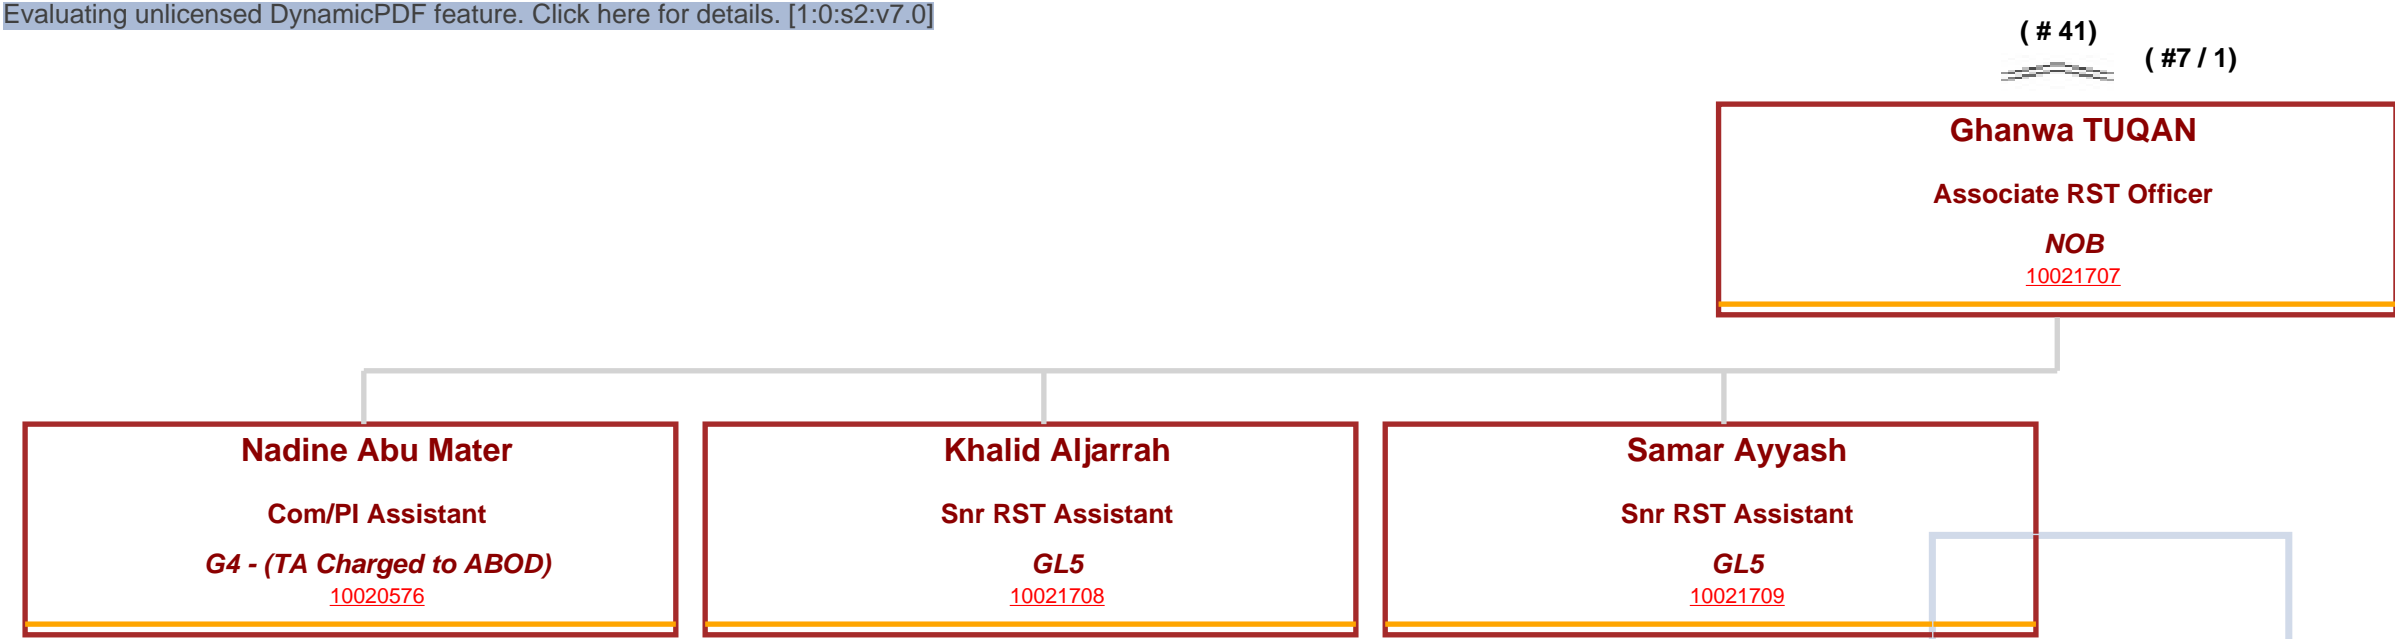 Evaluating unlicensed DynamicPDF feature. Click here for details. [1:0:s2:v7.0]
( # 41)
( #7 / 1)
Ghanwa TUQAN
Associate RST Officer
NOB
10021707
Nadine Abu Mater
Com/PI Assistant
G4 - (TA Charged to ABOD)
10020576
Khalid Aljarrah
Snr RST Assistant
GL5
10021708
Samar Ayyash
Snr RST Assistant
GL5
10021709